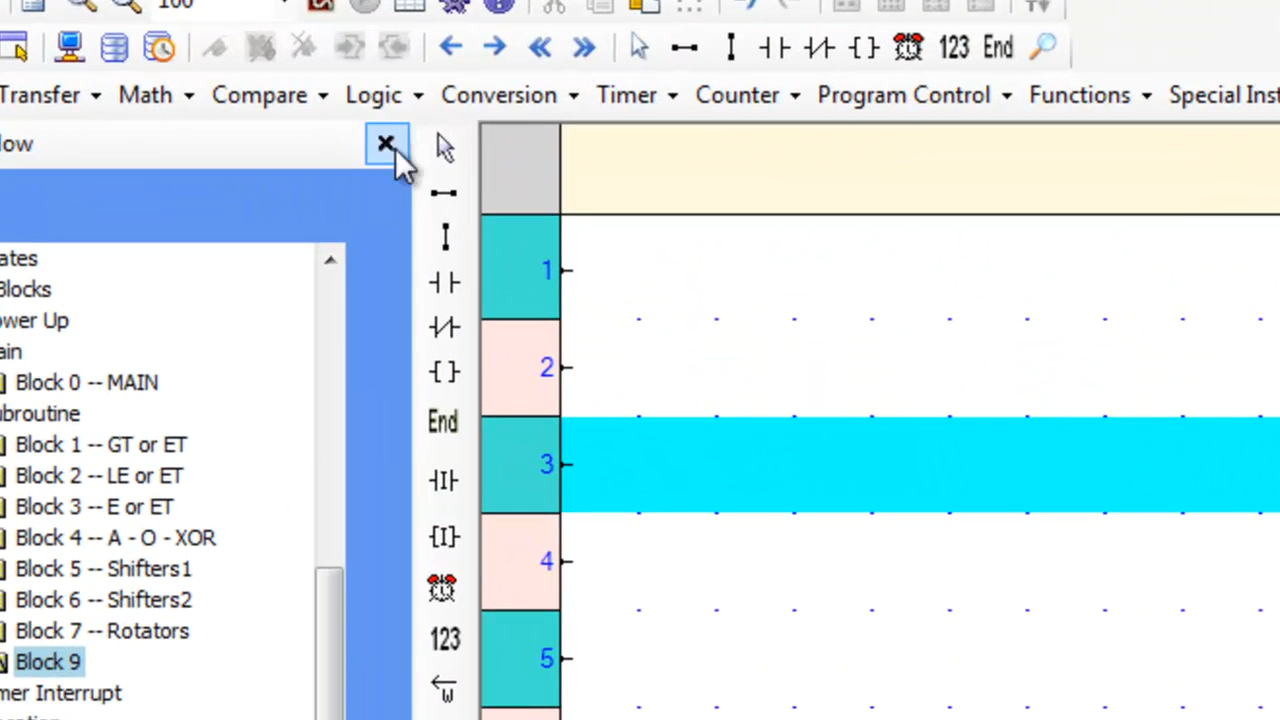 100
123 End
Transfer Math Compare Logic Conversion Timer Counter Program Control Functions Special Inst
low
ates
Blocks
ower Up
ain
Block 0 -- MAIN
ubroutine
Block 1 -- GT or ET
Block 2 -- LE or ET
Block 3 -- E or ET
Block 4 -- A - O - XOR
Block 5 -- Shifters1
Block 6 -- Shifters2
Block 7 -- Rotators
Block 9
mer Interrupt
End
123
W
1
2
3
4
5